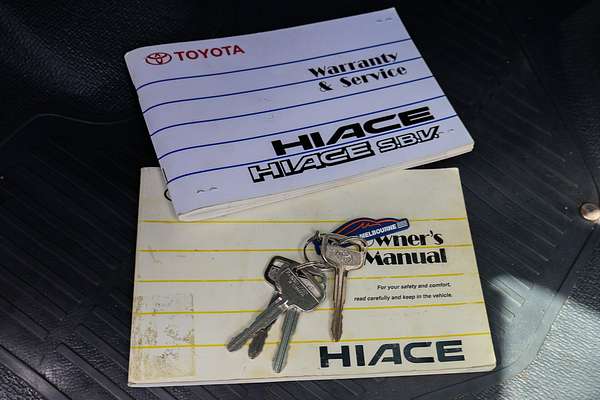 TOYOTA
Warranty
& Service
HIACE
HIACE S.B.V.
MELBOURNE
Owner's
Manual
For your safety and comfort,
read carefully and keep in the vehicle.
HIACE